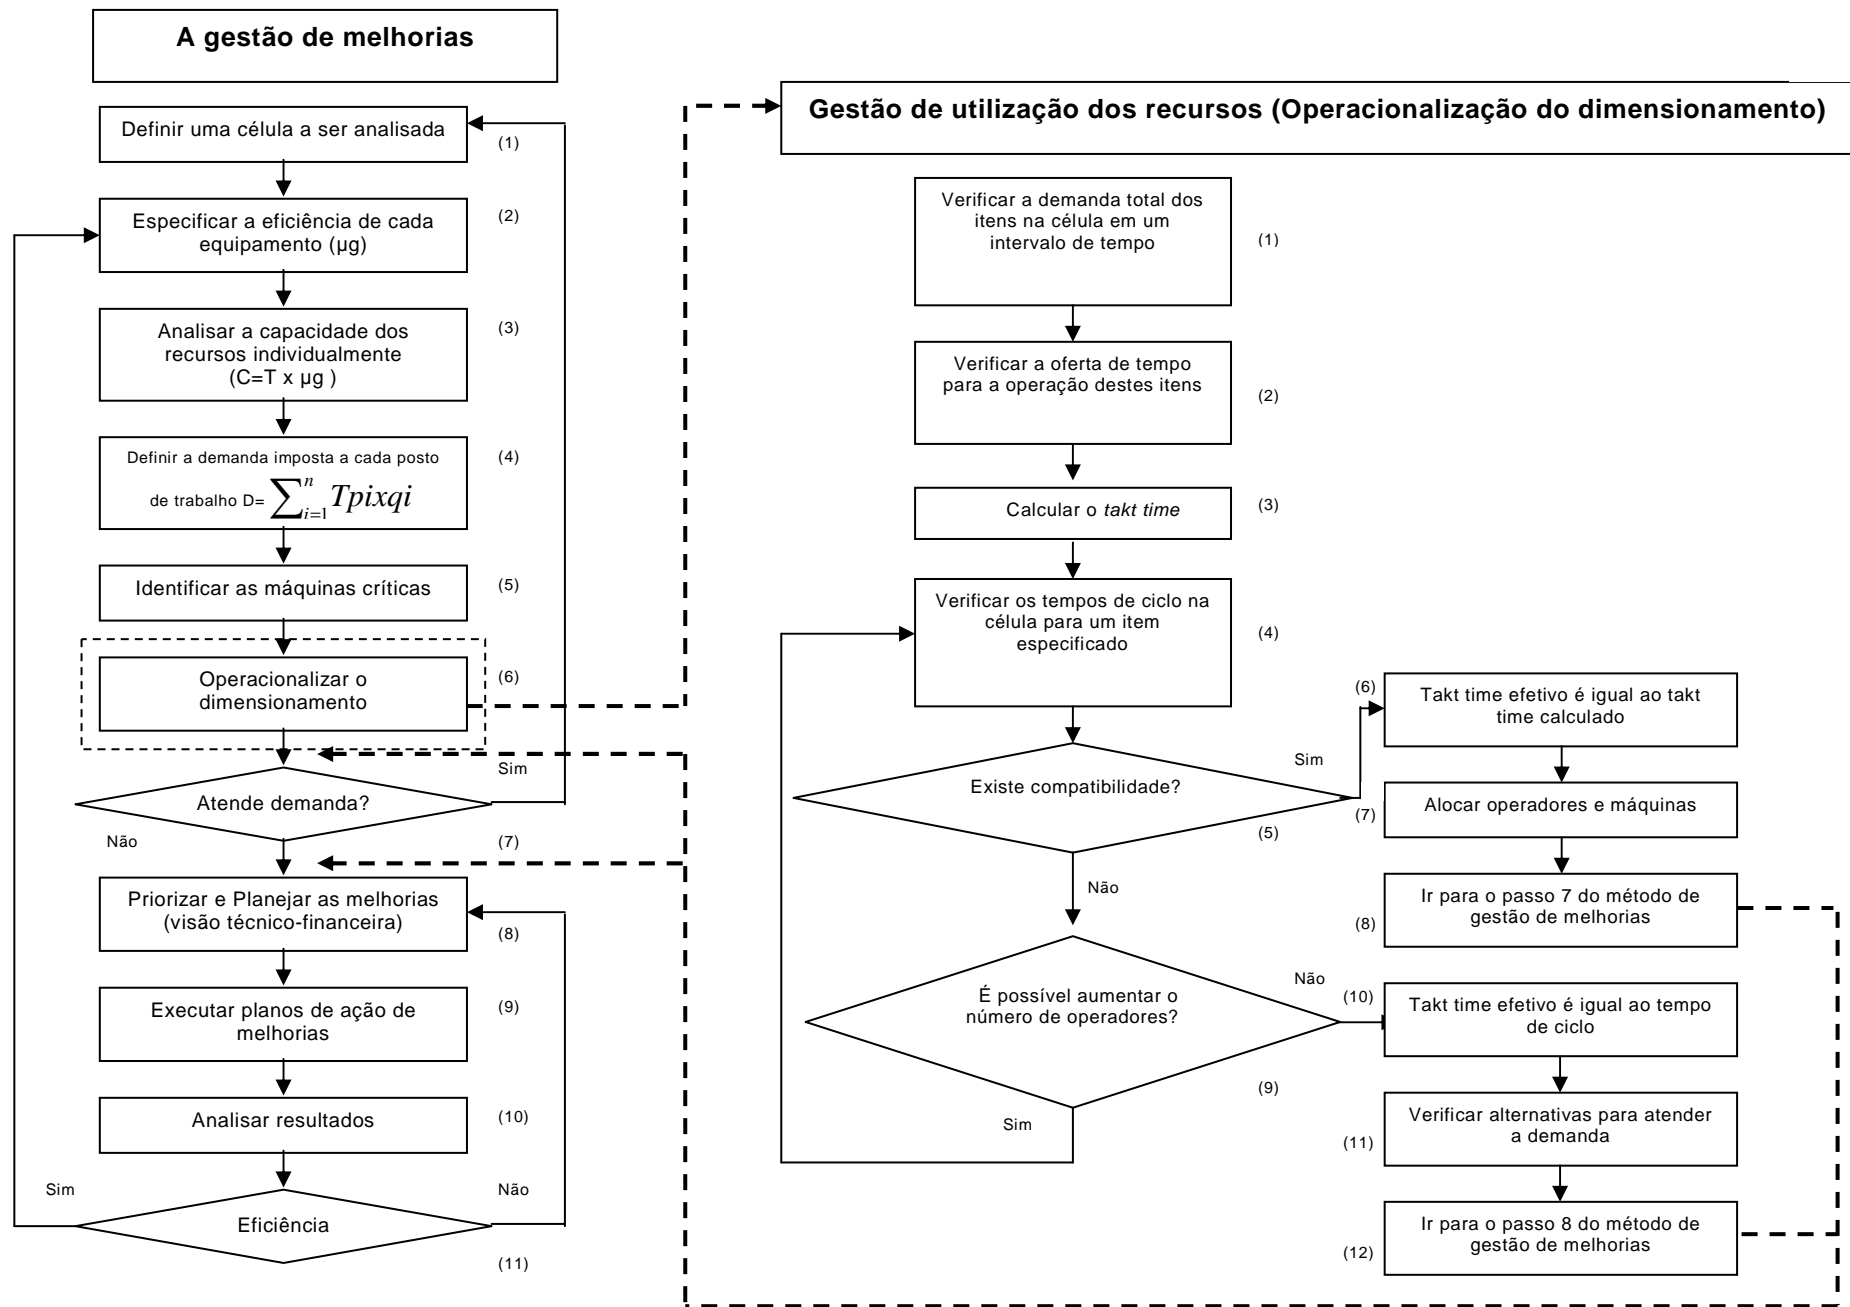 A gestão de melhorias
Definir uma célula a ser analisada
(1)
Especificar a eficiência de cada
equipamento (µg)
(2)
Analisar a capacidade dos
recursos individualmente
(C=T x µg )
(3)
Definir a demanda imposta a cada posto
de trabalho D= ∑ⁿᵢ₌₁ Tpixqi
(4)
Identificar as máquinas críticas
(5)
Operacionalizar o
dimensionamento
(6)
Sim
Atende demanda?
Não
(7)
Priorizar e Planejar as melhorias
(visão técnico-financeira)
(8)
Executar planos de ação de
melhorias
(9)
Analisar resultados
(10)
Sim
Não
Eficiência
(11)
Gestão de utilização dos recursos (Operacionalização do dimensionamento)
Verificar a demanda total dos
itens na célula em um
intervalo de tempo
(1)
Verificar a oferta de tempo
para a operação destes itens
(2)
Calcular o takt time
(3)
Verificar os tempos de ciclo na
célula para um item
especificado
(4)
Existe compatibilidade?
Sim
(5)
Não
(6)
Takt time efetivo é igual ao takt
time calculado
(7)
Alocar operadores e máquinas
(8)
Ir para o passo 7 do método de
gestão de melhorias
É possível aumentar o
número de operadores?
Não
(9)
Sim
(10)
Takt time efetivo é igual ao tempo
de ciclo
(11)
Verificar alternativas para atender
a demanda
(12)
Ir para o passo 8 do método de
gestão de melhorias